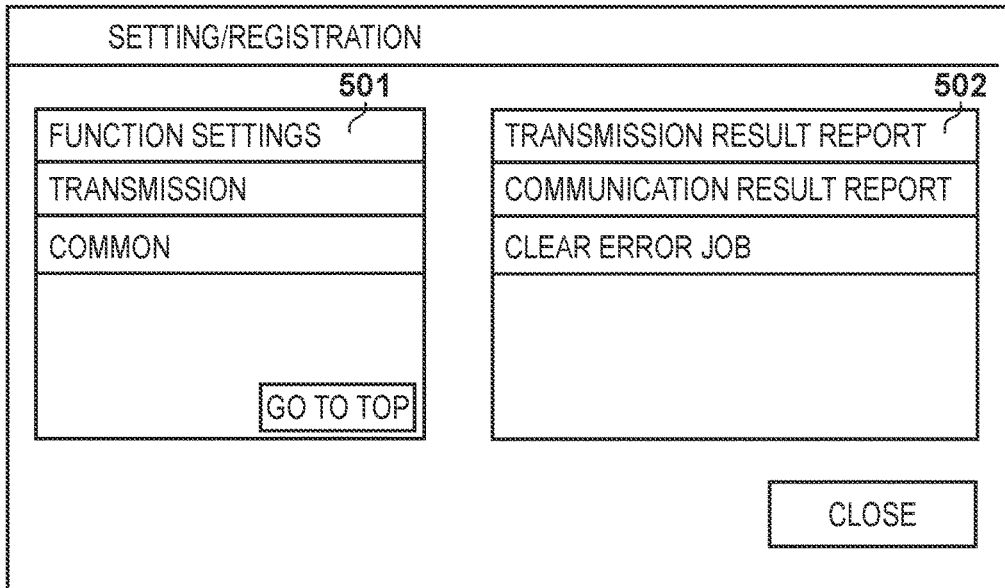 SETTING/REGISTRATION
501
502
FUNCTION SETTINGS
TRANSMISSION
COMMON
GO TO TOP
TRANSMISSION RESULT REPORT
COMMUNICATION RESULT REPORT
CLEAR ERROR JOB
CLOSE